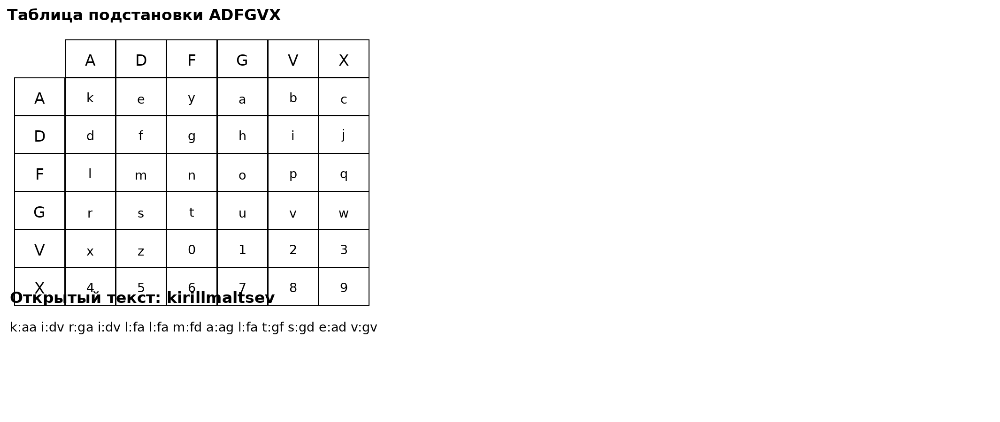 Таблица подстановки ADFGVX
A D F G V X
A k e y a b c
D d f g h i j
F l m n o p q
G r s t u v w
V x z 0 1 2 3
X 4 5 6 7 8 9
Открытый текст: kirillmaltsev
k:aa i:dv r:ga i:dv l:fa l:fa m:fd a:ag l:fa t:gf s:gd e:ad v:gv